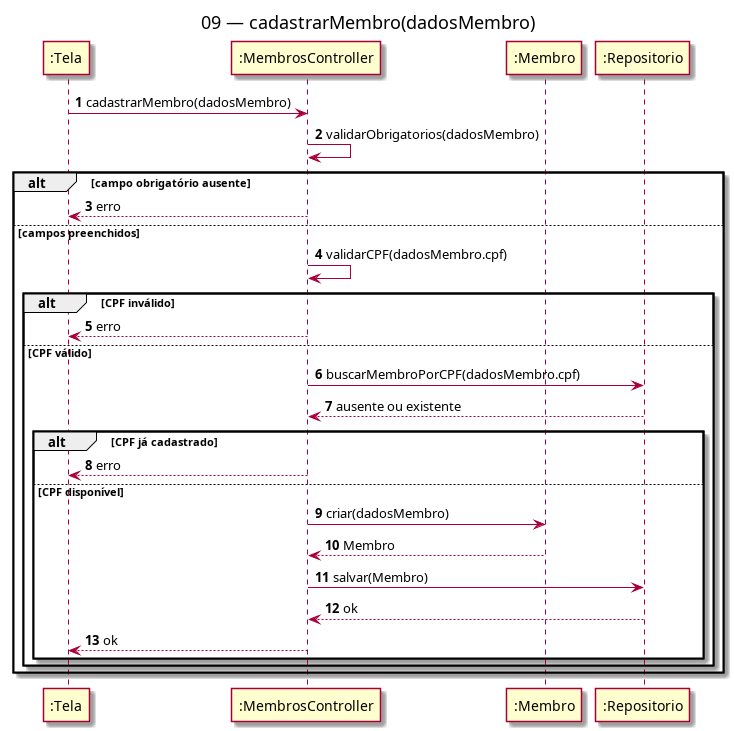 09 — cadastrarMembro(dadosMembro)
:Tela :MembrosController :Membro :Repositorio
1 cadastrarMembro(dadosMembro)
2 validarObrigatorios(dadosMembro)
alt [campo obrigatório ausente]
3 erro
[campos preenchidos]
4 validarCPF(dadosMembro.cpf)
alt [CPF inválido]
5 erro
[CPF válido]
6 buscarMembroPorCPF(dadosMembro.cpf)
7 ausente ou existente
alt [CPF já cadastrado]
8 erro
[CPF disponível]
9 criar(dadosMembro)
10 Membro
11 salvar(Membro)
12 ok
13 ok
:Tela :MembrosController :Membro :Repositorio